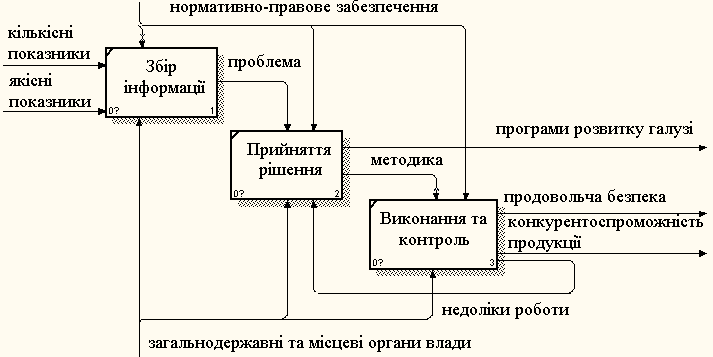 нормативно-правове забезпечення
кількісні
показники
якісні
показники
Збір
інформації
0?
1
проблема
Прийняття
рішення
0?
2
програми розвитку галузі
методика
Виконання та
контроль
0?
3
продовольча безпека
конкурентоспроможність
продукції
недоліки роботи
загальнодержавні та місцеві органи влади